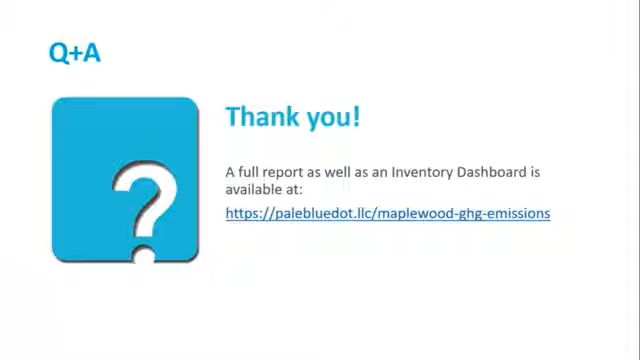 Q+A
?
Thank you!
A full report as well as an Inventory Dashboard is
available at:
https://palebluedot.llc/maplewood-ghg-emissions